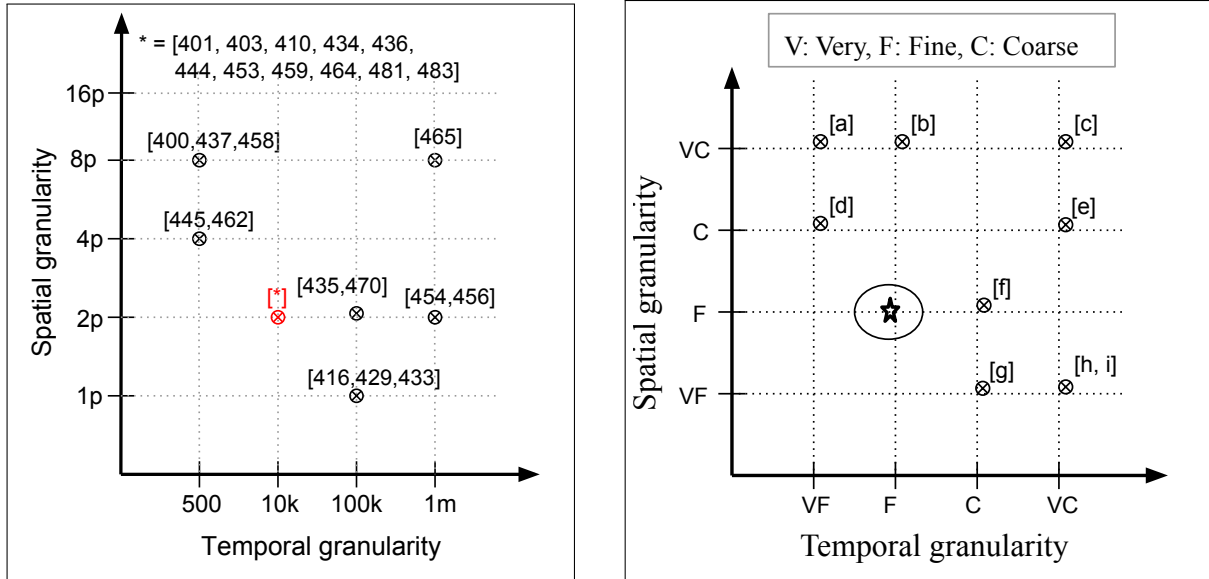 * = [401, 403, 410, 434, 436,
444, 453, 459, 464, 481, 483]
16p
[400,437,458]
[465]
8p
[445,462]
4p
[*]
[435,470]
[454,456]
2p
[416,429,433]
1p
500
10k
100k
1m
Spatial granularity
Temporal granularity
V: Very, F: Fine, C: Coarse
[a]
[b]
[c]
VC
[d]
[e]
C
[f]
F
[g]
[h, i]
VF
VF
F
C
VC
Spatial granularity
Temporal granularity